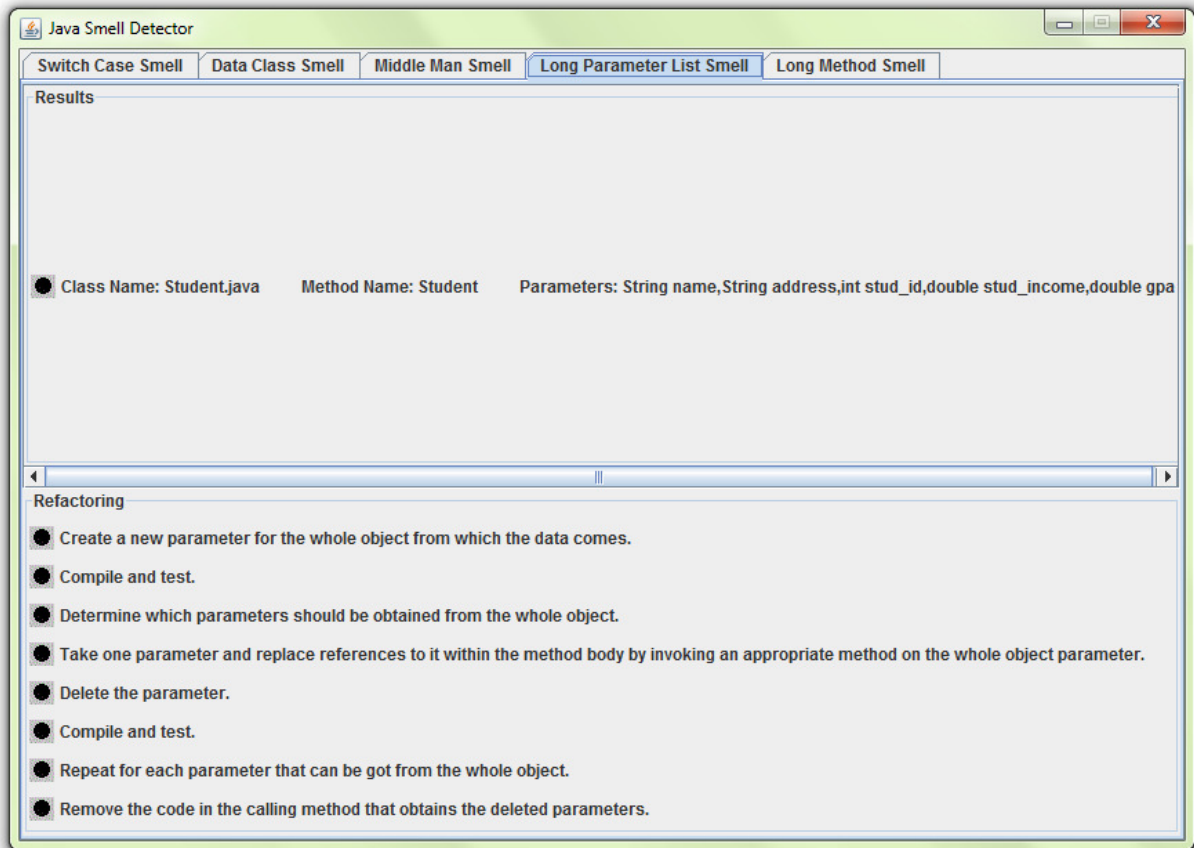 Java Smell Detector
Switch Case Smell Data Class Smell Middle Man Smell Long Parameter List Smell Long Method Smell
Results
Class Name: Student.java Method Name: Student Parameters: String name,String address,int stud_id,double stud_income,double gpa
Refactoring
Create a new parameter for the whole object from which the data comes.
Compile and test.
Determine which parameters should be obtained from the whole object.
Take one parameter and replace references to it within the method body by invoking an appropriate method on the whole object parameter.
Delete the parameter.
Compile and test.
Repeat for each parameter that can be got from the whole object.
Remove the code in the calling method that obtains the deleted parameters.